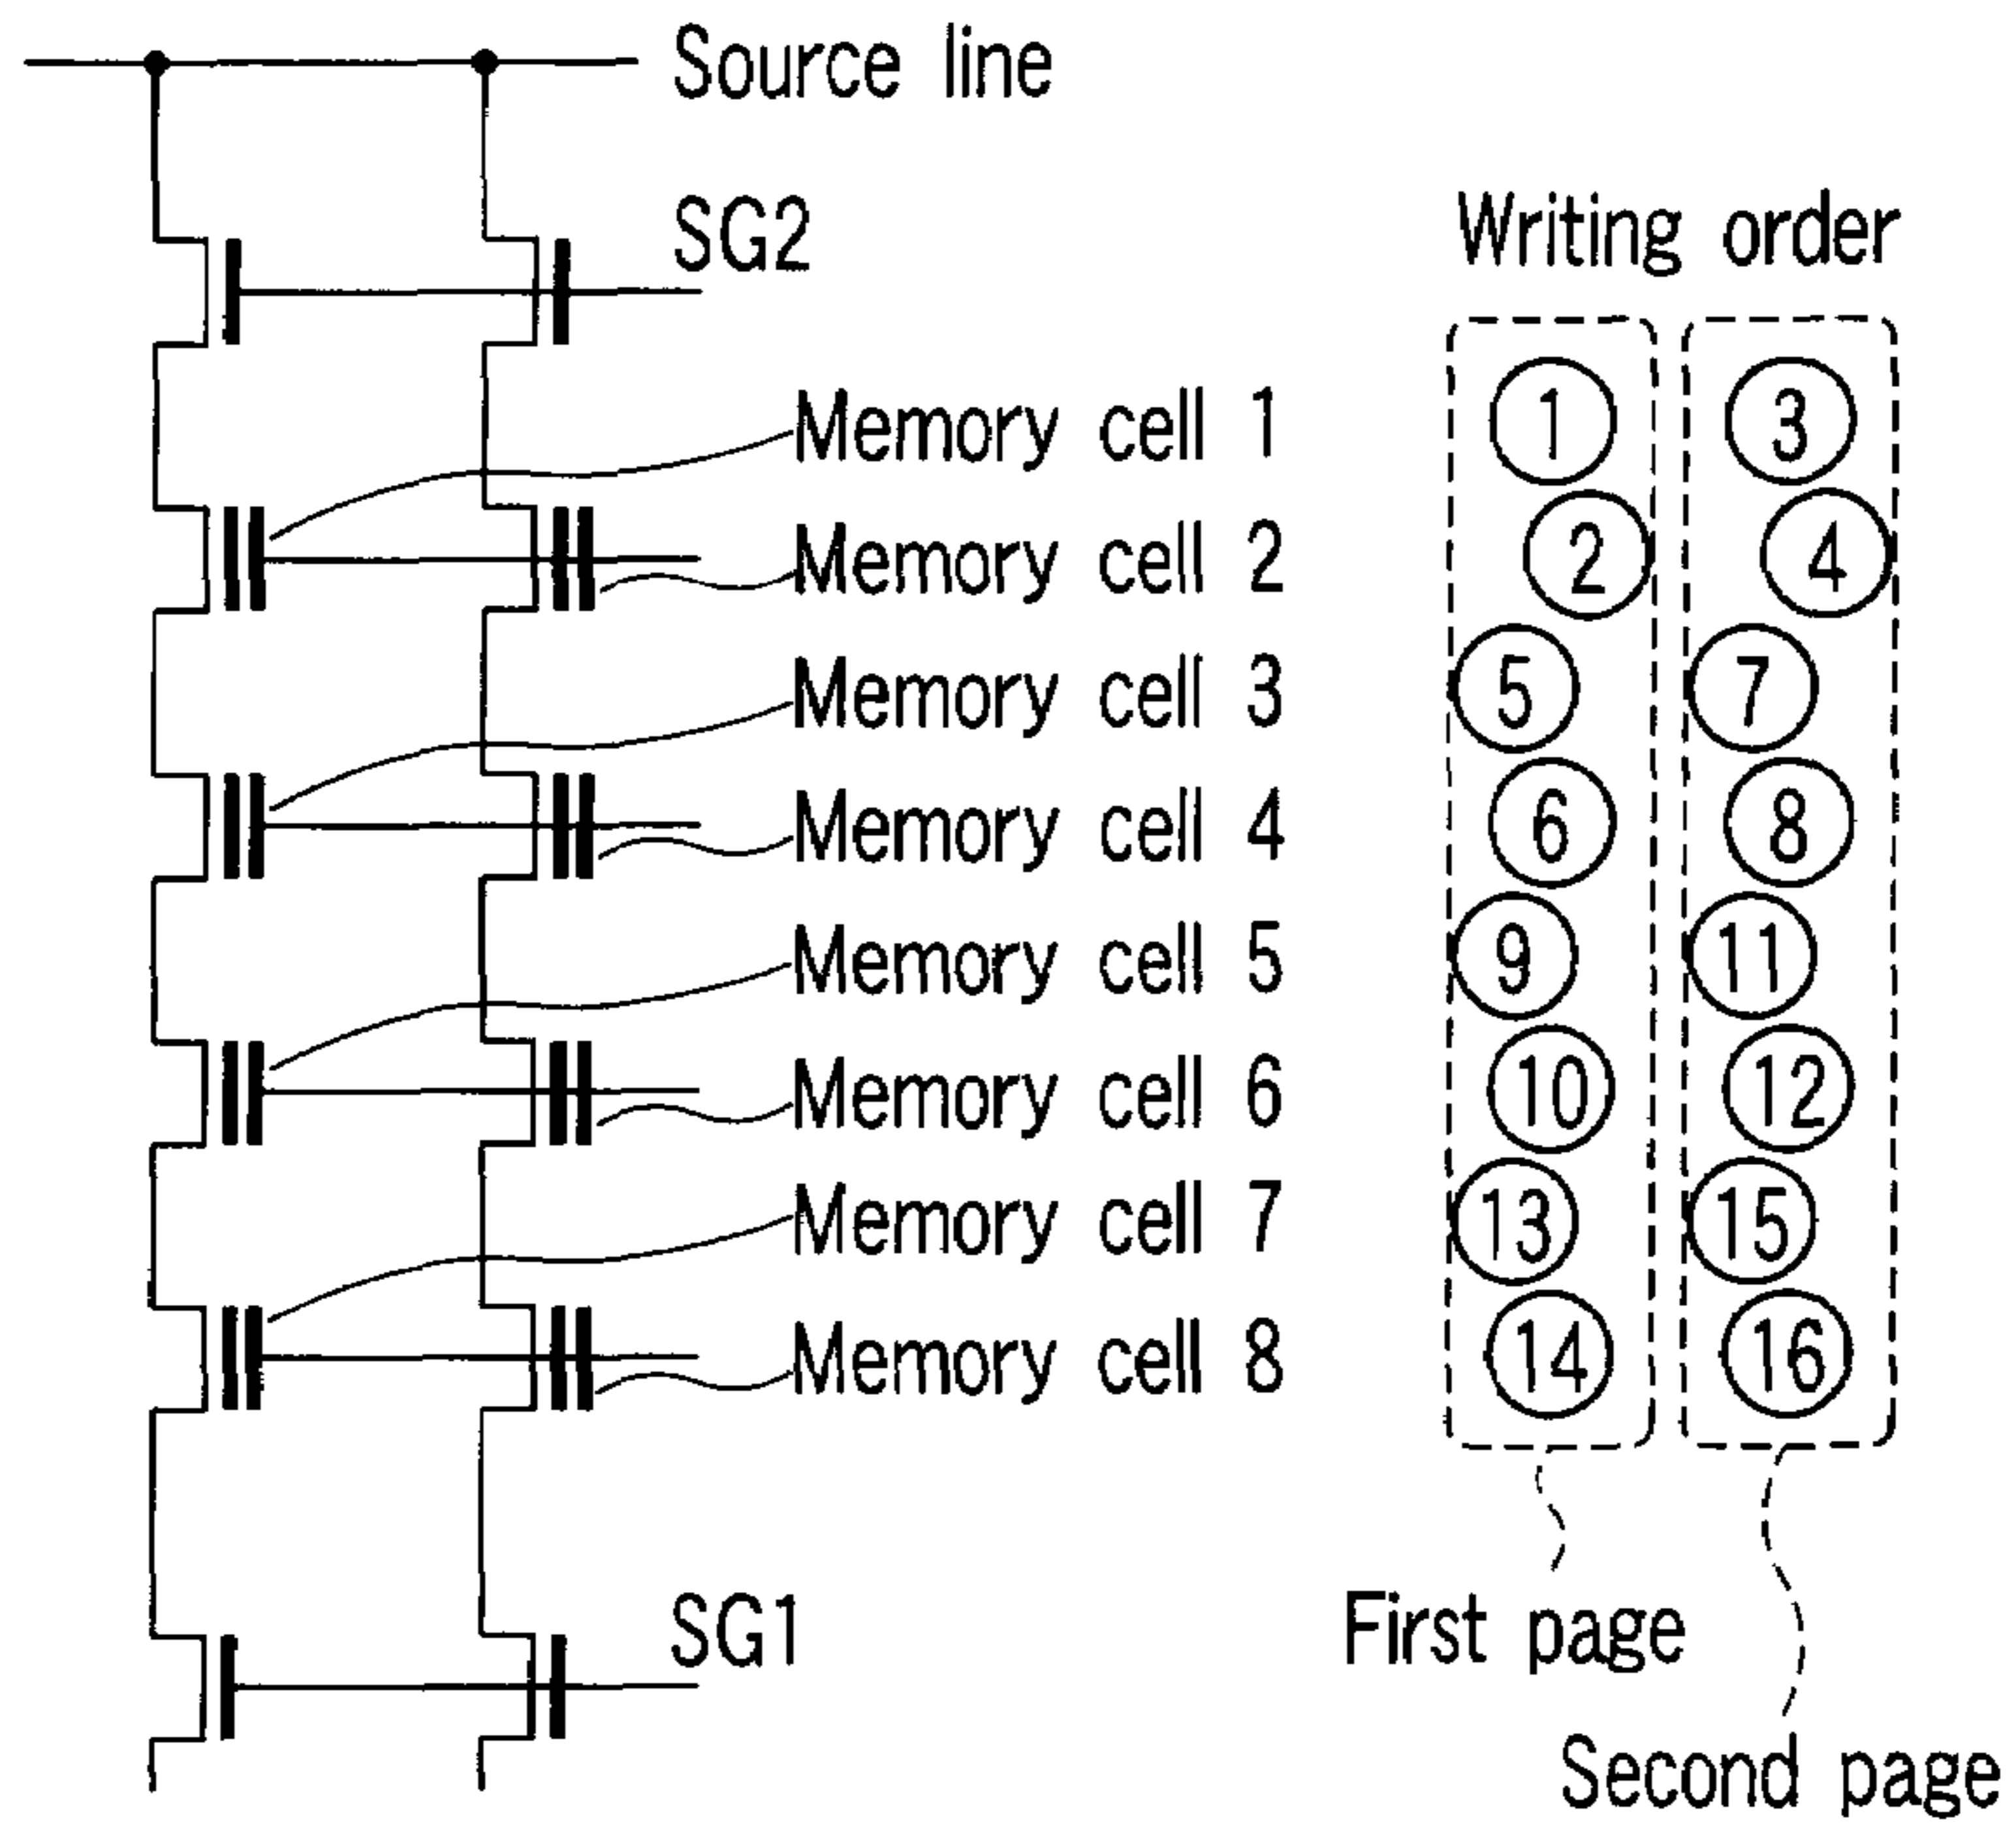 Source line
SG2
Writing order
Memory cell 1 1 3
Memory cell 2 2 4
Memory cell 3 5 7
Memory cell 4 6 8
Memory cell 5 9 11
Memory cell 6 10 12
Memory cell 7 13 15
Memory cell 8 14 16
SG1
First page
Second page